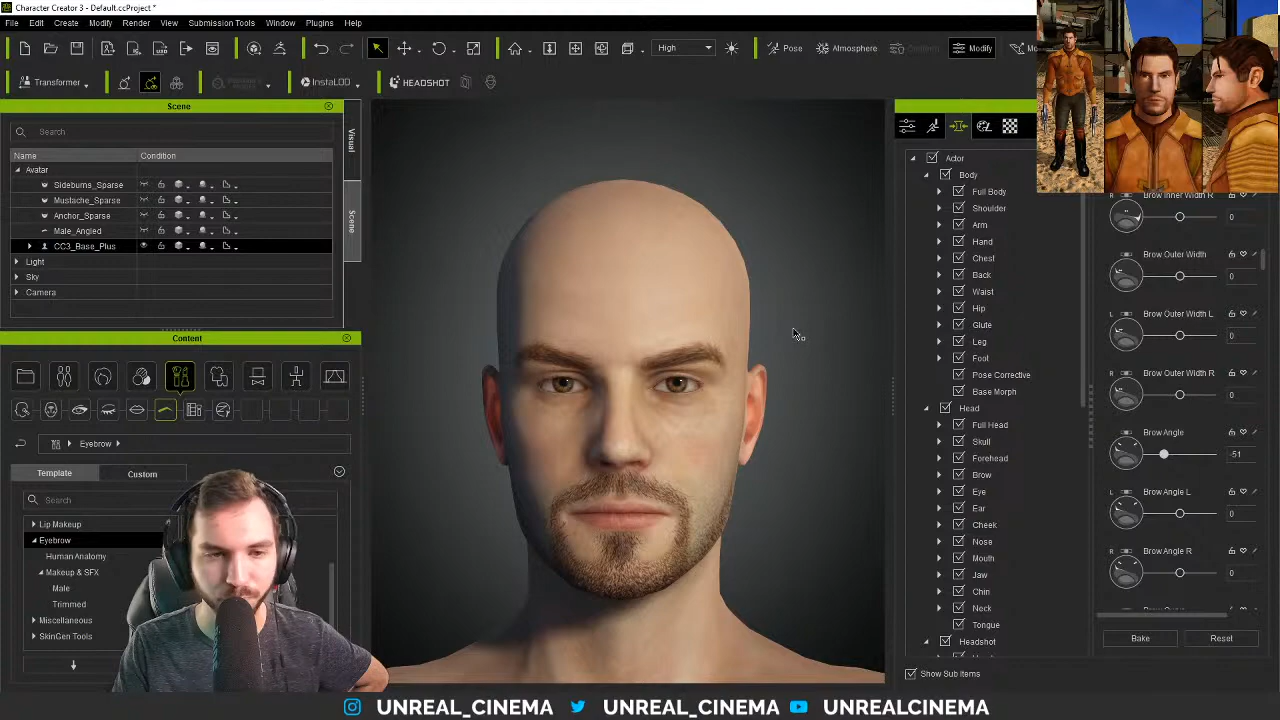 Character Creator 3 - Default.ccProject *
File Edit Create Modify Render View Submission Tools Window Plugins Help
High Pose Atmosphere Modify
Transformer InstaLOD HEADSHOT
Scene
Search
Name Condition
Avatar
Sideburns_Sparse
Mustache_Sparse
Anchor_Sparse
Male_Angled
CC3_Base_Plus
Light
Sky
Camera
Visual
Scene
Content
Eyebrow
Template Custom
Search
Lip Makeup
Eyebrow
Human Anatomy
Makeup & SFX
Male
Trimmed
Miscellaneous
SkinGen Tools
Actor
Body
Full Body
Shoulder
Arm
Hand
Chest
Back
Waist
Hip
Glute
Leg
Foot
Pose Corrective
Base Morph
Head
Full Head
Skull
Forehead
Brow
Eye
Ear
Cheek
Nose
Mouth
Jaw
Chin
Neck
Tongue
Headshot
Show Sub Items
Brow Inner Width R
0
Brow Outer Width
0
Brow Outer Width L
0
Brow Outer Width R
0
Brow Angle
-51
Brow Angle L
0
Brow Angle R
0
Bake Reset
UNREAL_CINEMA UNREAL_CINEMA UNREALCINEMA